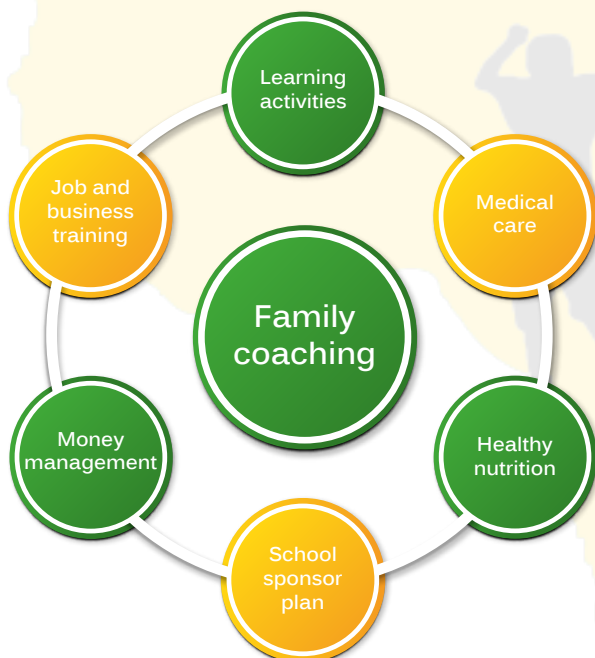 Learning
activities
Job and
business
training
Medical
care
Family
coaching
Money
management
Healthy
nutrition
School
sponsor
plan